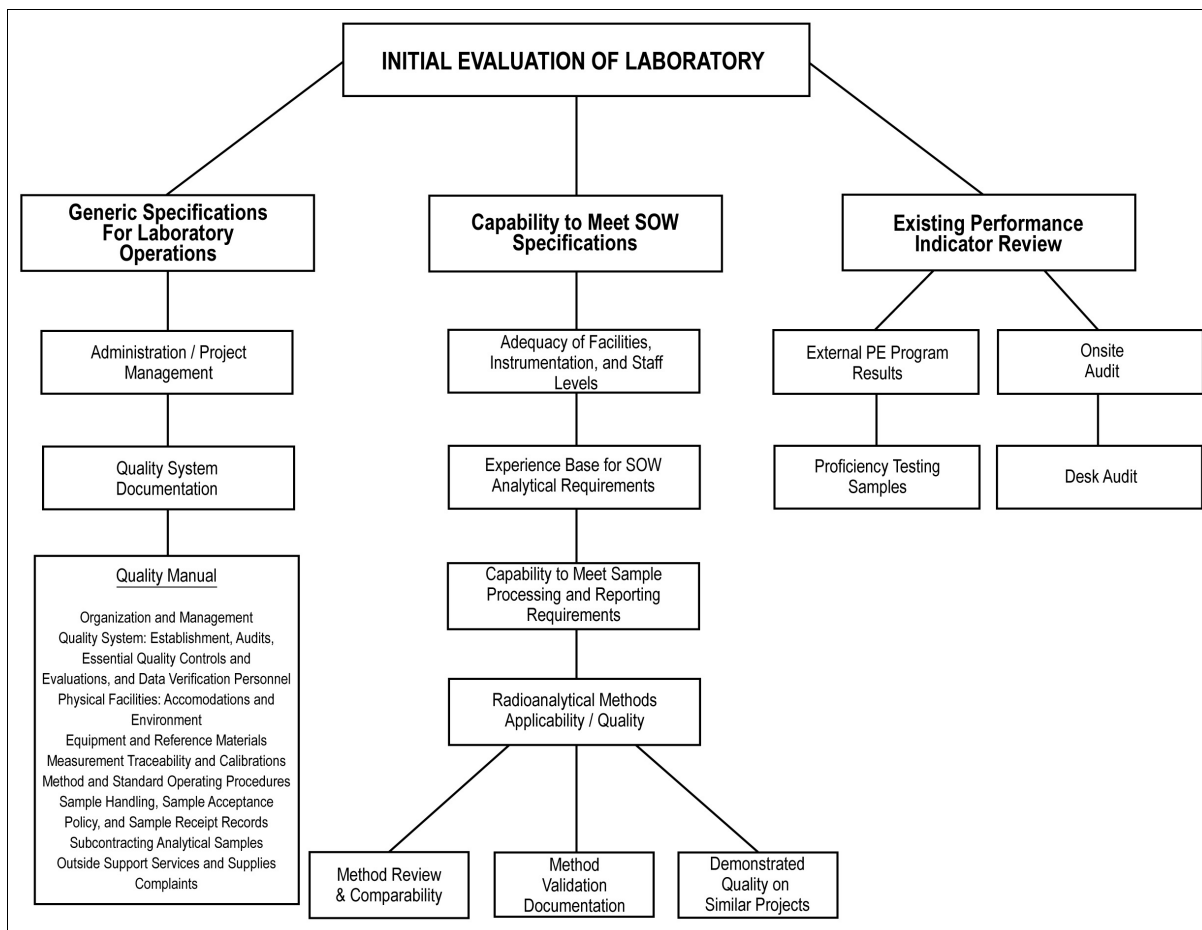 INITIAL EVALUATION OF LABORATORY
Generic Specifications
For Laboratory
Operations
Capability to Meet SOW
Specifications
Existing Performance
Indicator Review
Administration / Project
Management
Adequacy of Facilities,
Instrumentation, and Staff
Levels
External PE Program
Results
Onsite
Audit
Quality System
Documentation
Experience Base for SOW
Analytical Requirements
Proficiency Testing
Samples
Desk Audit
Quality Manual
Organization and Management
Quality System: Establishment, Audits,
Essential Quality Controls and
Evaluations, and Data Verification Personnel
Physical Facilities: Accomodations and
Environment
Equipment and Reference Materials
Measurement Traceability and Calibrations
Method and Standard Operating Procedures
Sample Handling, Sample Acceptance
Policy, and Sample Receipt Records
Subcontracting Analytical Samples
Outside Support Services and Supplies
Complaints
Capability to Meet Sample
Processing and Reporting
Requirements
Radioanalytical Methods
Applicability / Quality
Method Review
& Comparability
Method
Validation
Documentation
Demonstrated
Quality on
Similar Projects